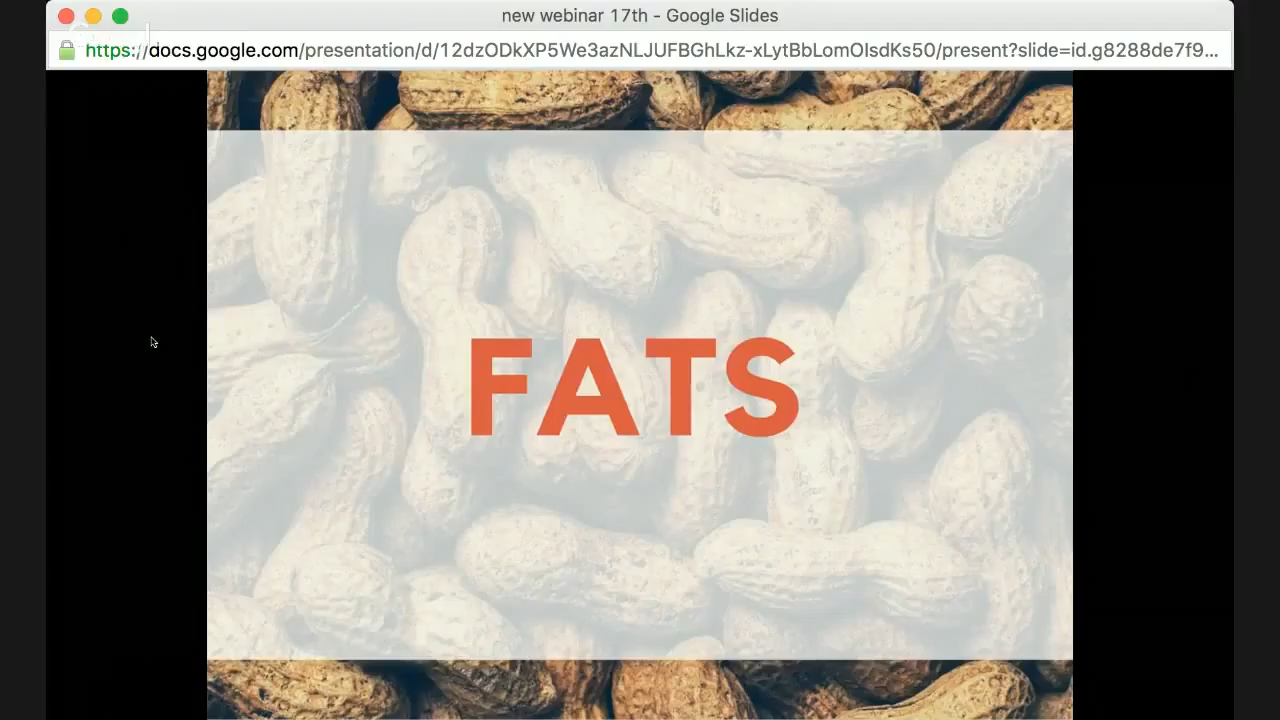 new webinar 17th - Google Slides
https://docs.google.com/presentation/d/12dzODkXP5We3azNLJUFBGhLkz-xLytBbLomOlsdKs50/present?slide=id.g8288de7f9...
FATS